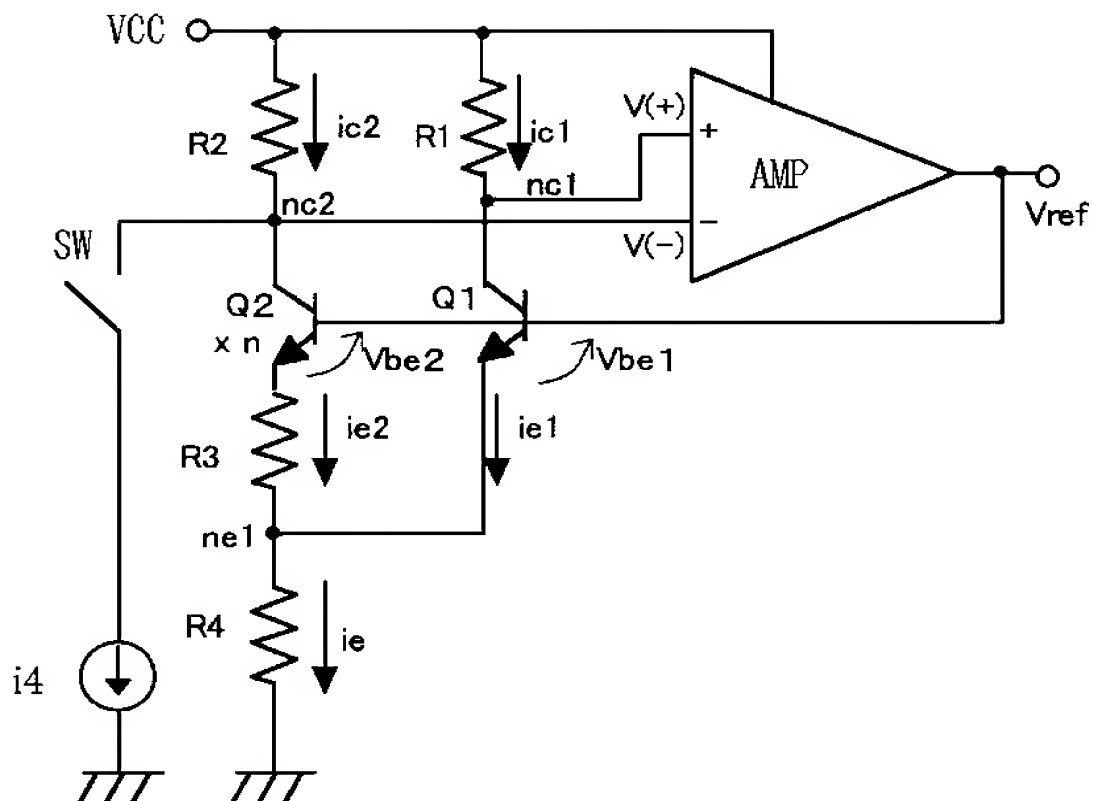 VCC
R2
ic2
R1
ic1
V(+)
+
AMP
nc1
nc2
−
V(−)
Vref
SW
Q2
x n
Vbe2
Q1
Vbe1
R3
ie2
ie1
ne1
R4
ie
i4